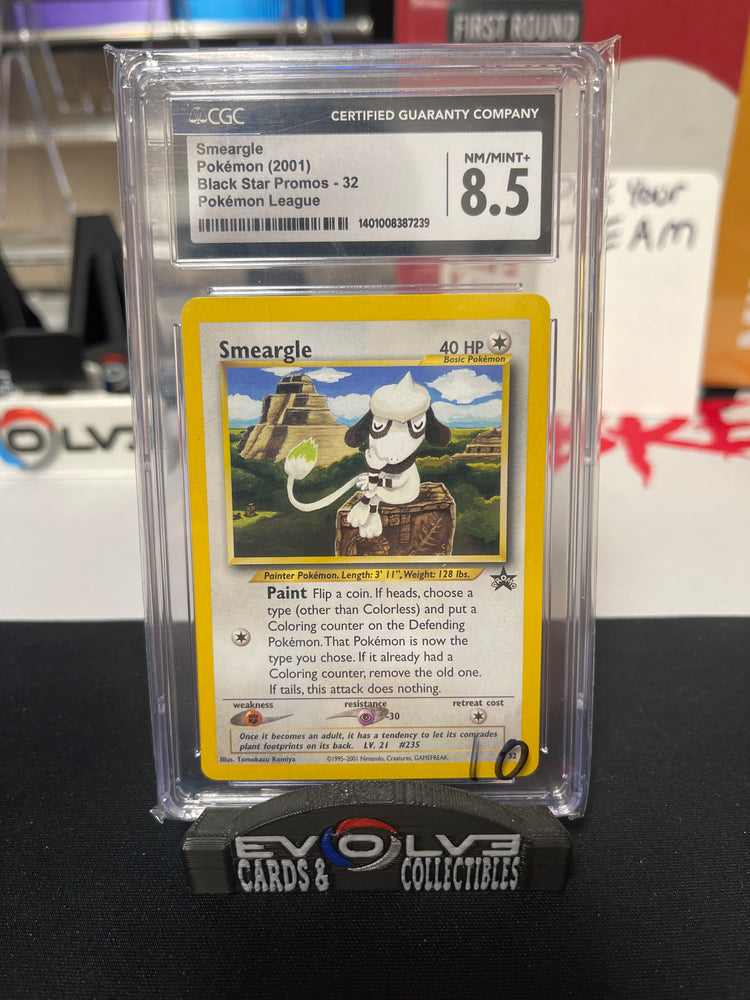 FIRST ROUND
CGC
CERTIFIED GUARANTY COMPANY
Smeargle
Pokémon (2001)
Black Star Promos - 32
Pokémon League
1401008387239
NM/MINT+
8.5
YOUR
TEAM
OLVE
Smeargle
40 HP
Basic Pokémon
Painter Pokémon. Length: 3' 11", Weight: 128 lbs.
PROMO
Paint Flip a coin. If heads, choose a
type (other than Colorless) and put a
Coloring counter on the Defending
Pokémon. That Pokémon is now the
type you chose. If it already had a
Coloring counter, remove the old one.
If tails, this attack does nothing.
weakness
resistance
retreat cost
-30
Once it becomes an adult, it has a tendency to let its comrades
plant footprints on its back. LV. 21 #235
Illus. Tomokazu Komiya
©1995-2001 Nintendo, Creatures, GAMEFREAK.
32
10
EVOLVE
CARDS & COLLECTIBLES